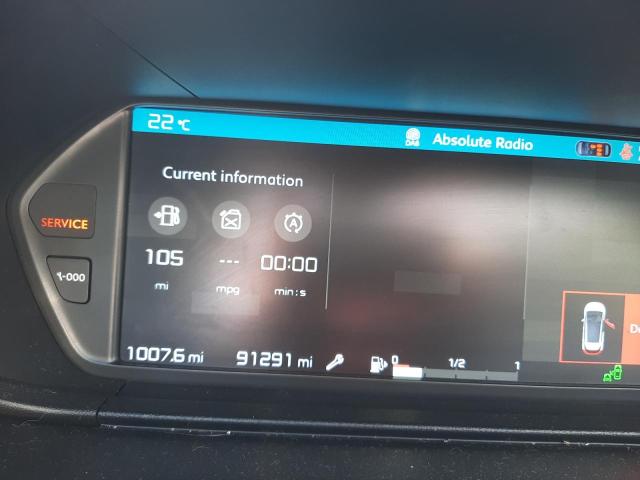 22 °C
DAB
Absolute Radio
Current information
SERVICE
105
---
00:00
mi
mpg
min:s
-000
1007.6 mi
91291 mi
0
1/2
1